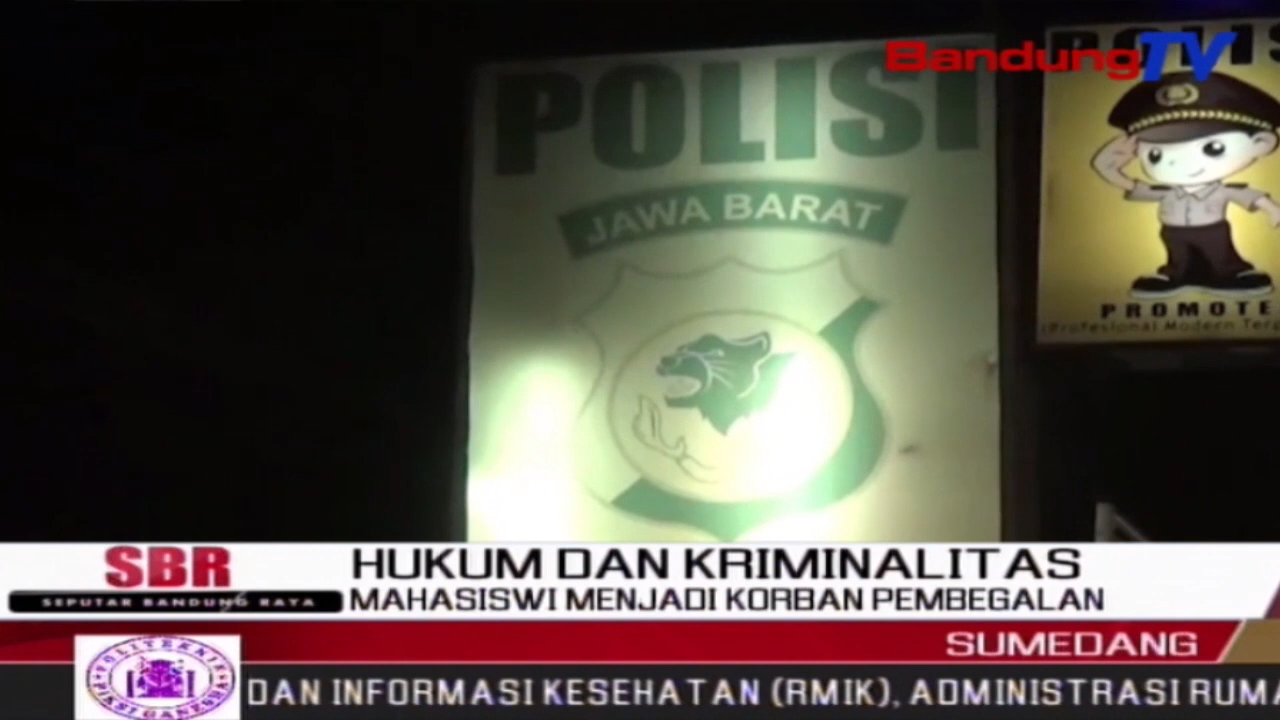 BandungTV
POLISI
JAWA BARAT
PROMOTE
SBR
SEPUTAR BANDUNG RAYA
HUKUM DAN KRIMINALITAS
MAHASISWI MENJADI KORBAN PEMBEGALAN
SUMEDANG
DAN INFORMASI KESEHATAN (RMIK), ADMINISTRASI RUMA